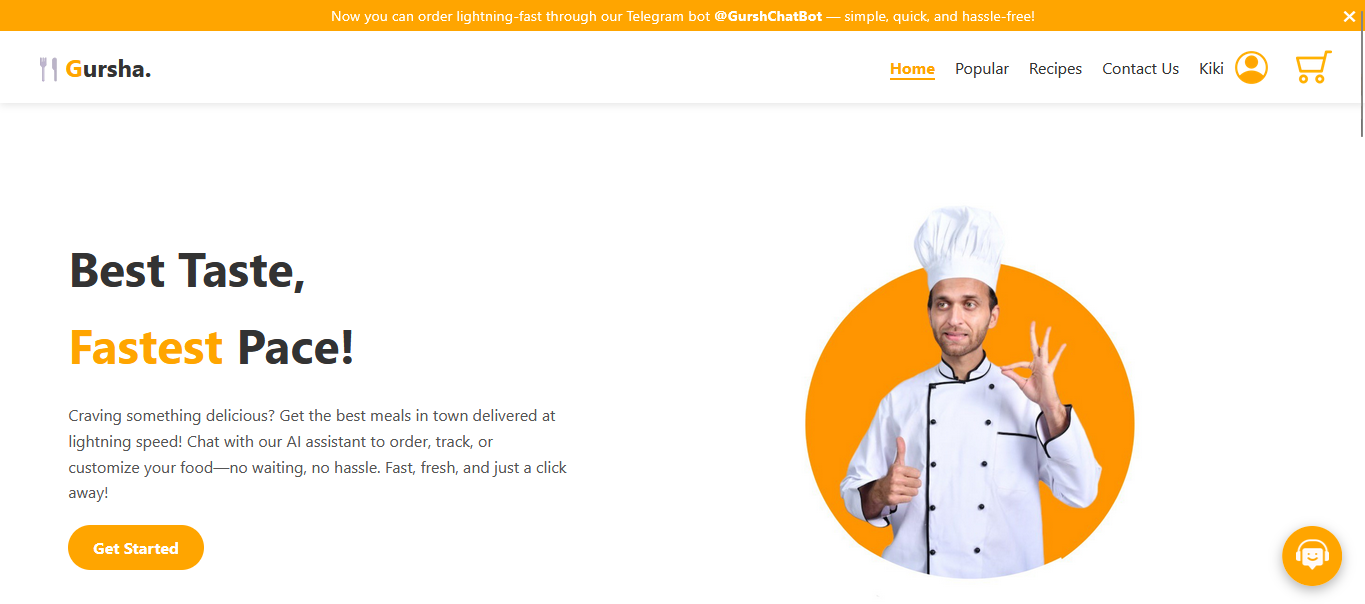 Now you can order lightning-fast through our Telegram bot @GurshChatBot — simple, quick, and hassle-free!
Gursha.
Home Popular Recipes Contact Us Kiki
Best Taste,
Fastest Pace!
Craving something delicious? Get the best meals in town delivered at
lightning speed! Chat with our AI assistant to order, track, or
customize your food—no waiting, no hassle. Fast, fresh, and just a click
away!
Get Started